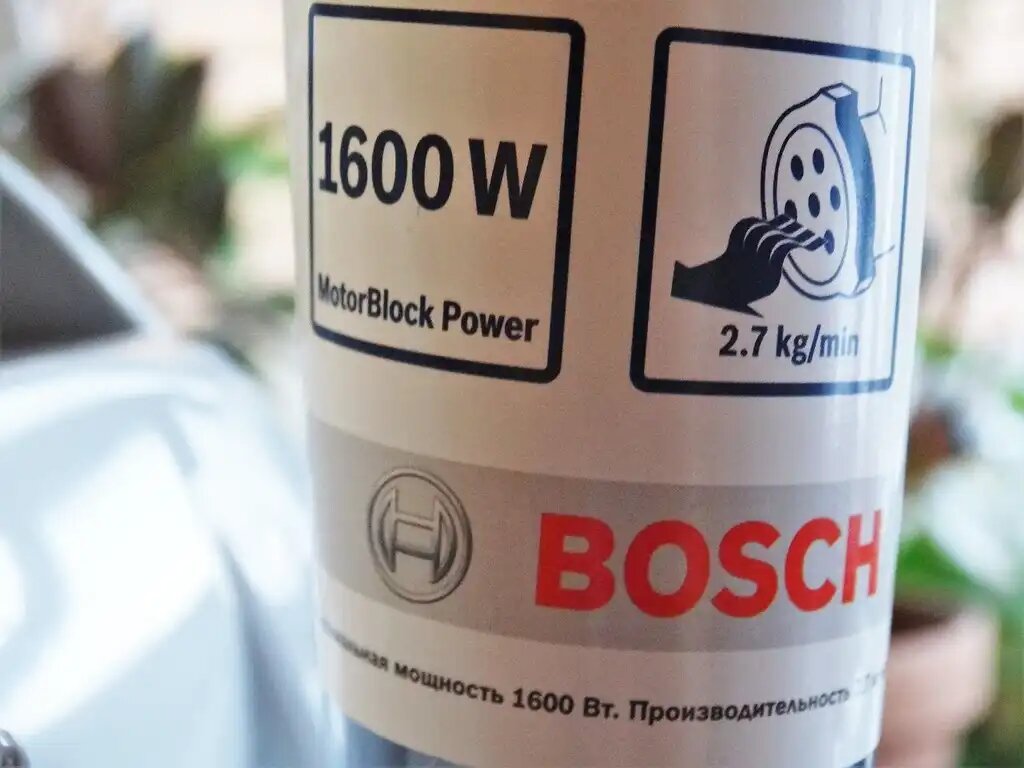 1600 W
MotorBlock Power
2.7 kg/min
BOSCH
мощность 1600 Вт. Производительность